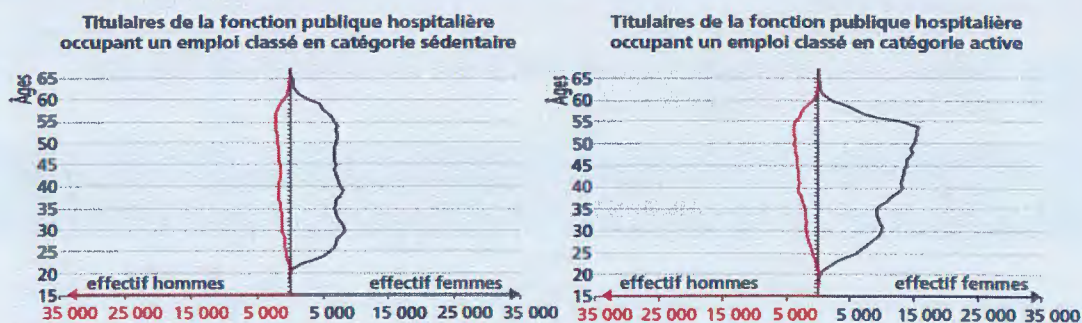 Titulaires de la fonction publique hospitalière
occupant un emploi classé en catégorie sédentaire
Âges
65
60
55
50
45
40
35
30
25
20
15
effectif hommes
effectif femmes
35 000 25 000 15 000 5 000 5 000 15 000 25 000 35 000
Titulaires de la fonction publique hospitalière
occupant un emploi classé en catégorie active
Âges
65
60
55
50
45
40
35
30
25
20
15
effectif hommes
effectif femmes
35 000 25 000 15 000 5 000 5 000 15 000 25 000 35 000